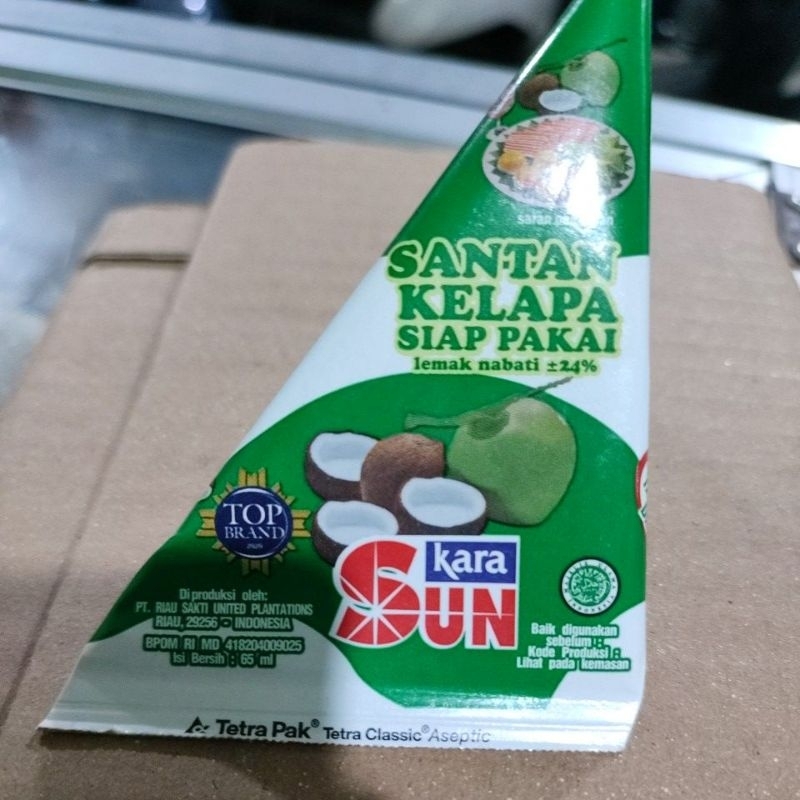 SANTAN
KELAPA
SIAP PAKAI
lemak nabati ±24%
TOP
BRAND
kara
SUN
Di produksi oleh:
PT. RIAU SAKTI UNITED PLANTATIONS
RIAU, 29256 - INDONESIA
BPOM RI MD 418204009025
Isi Bersih : 65 ml
Baik digunakan
sebelum :
Kode Produksi :
Lihat pada kemasan
Tetra Pak® Tetra Classic® Aseptic